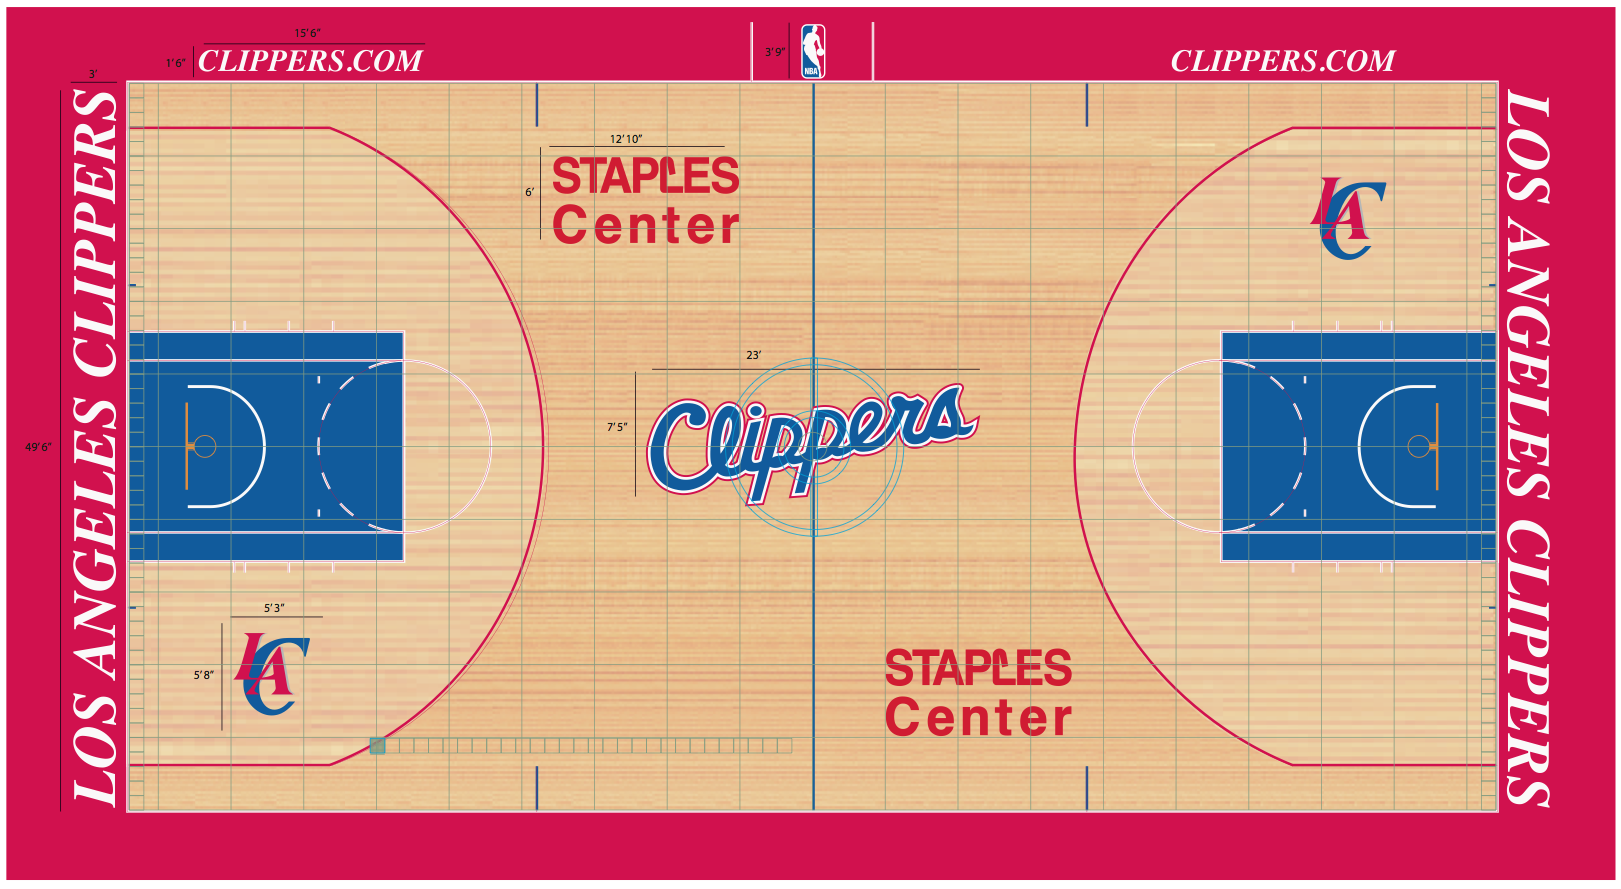 15'6"
1'6"
CLIPPERS.COM
3'9"
NBA
CLIPPERS.COM
3'
LOS ANGELES CLIPPERS
49'6"
12'10"
6'
STAPLES
Center
LAC
23'
7'5"
Clippers
5'3"
5'8"
LAC
STAPLES
Center
LOS ANGELES CLIPPERS